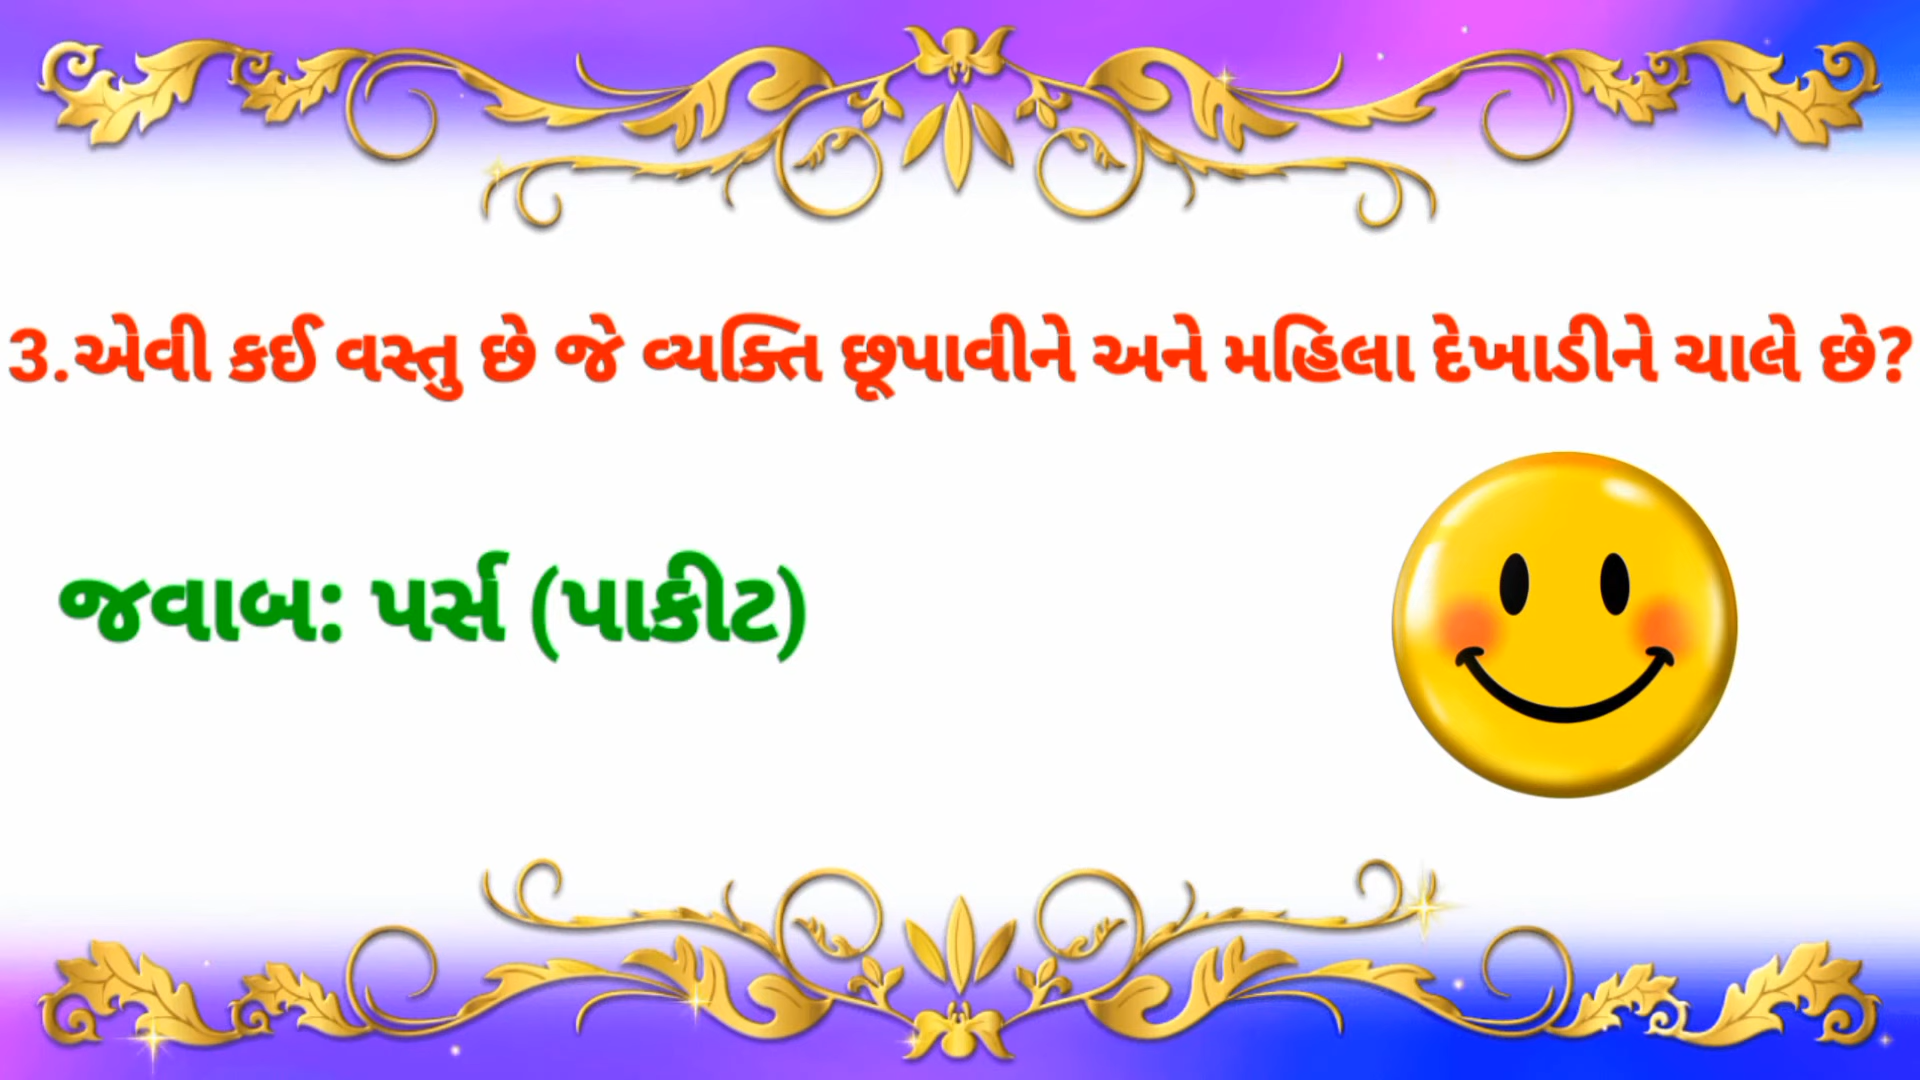 3.એવી કઈ વસ્તુ છે જે વ્યક્તિ છૂપાવીને અને મહિલા દેખાડીને ચાલે છે?
જવાબ: પર્સ (પાકીટ)